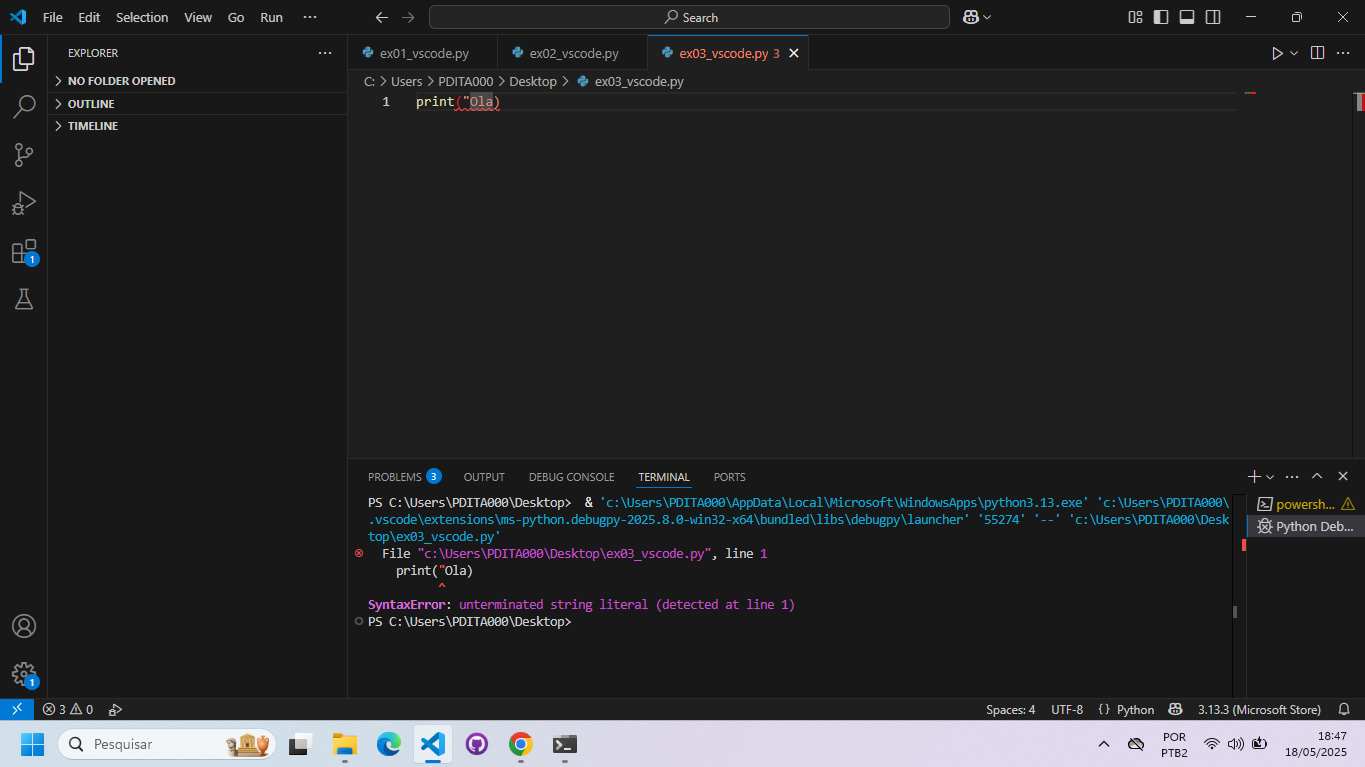 File Edit Selection View Go Run ···
Search
EXPLORER ···
NO FOLDER OPENED
OUTLINE
TIMELINE
1
ex01_vscode.py ex02_vscode.py ex03_vscode.py 3
C: > Users > PDITA000 > Desktop > ex03_vscode.py
1 print("Ola)
PROBLEMS 3 OUTPUT DEBUG CONSOLE TERMINAL PORTS
PS C:\Users\PDITA000\Desktop> & 'c:\Users\PDITA000\AppData\Local\Microsoft\WindowsApps\python3.13.exe' 'c:\Users\PDITA000\
.vscode\extensions\ms-python.debugpy-2025.8.0-win32-x64\bundled\libs\debugpy\launcher' '55274' '--' 'c:\Users\PDITA000\Desk
top\ex03_vscode.py'
File "c:\Users\PDITA000\Desktop\ex03_vscode.py", line 1
print("Ola)
^
SyntaxError: unterminated string literal (detected at line 1)
PS C:\Users\PDITA000\Desktop>
powersh...
Python Deb...
1
3 0
Spaces: 4 UTF-8 {} Python 3.13.3 (Microsoft Store)
Pesquisar
POR
PTB2
18:47
18/05/2025